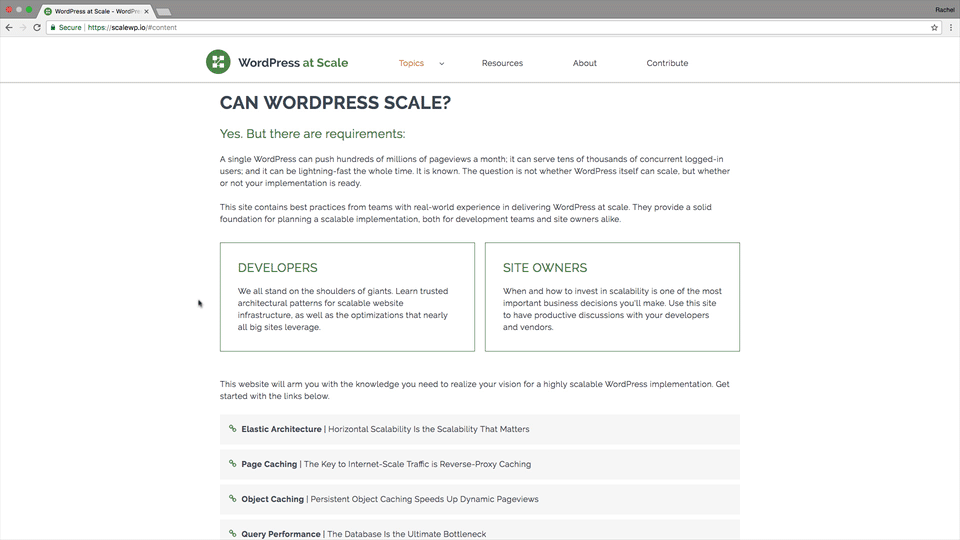 WordPress at Scale - WordPre
Rachel
Secure | https://scalewp.io/#content
WordPress at Scale
Topics
Resources
About
Contribute
CAN WORDPRESS SCALE?
Yes. But there are requirements:
A single WordPress can push hundreds of millions of pageviews a month; it can serve tens of thousands of concurrent logged-in
users; and it can be lightning-fast the whole time. It is known. The question is not whether WordPress itself can scale, but whether
or not your implementation is ready.
This site contains best practices from teams with real-world experience in delivering WordPress at scale. They provide a solid
foundation for planning a scalable implementation, both for development teams and site owners alike.
DEVELOPERS
We all stand on the shoulders of giants. Learn trusted
architectural patterns for scalable website
infrastructure, as well as the optimizations that nearly
all big sites leverage.
SITE OWNERS
When and how to invest in scalability is one of the most
important business decisions you'll make. Use this site
to have productive discussions with your developers
and vendors.
This website will arm you with the knowledge you need to realize your vision for a highly scalable WordPress implementation. Get
started with the links below.
Elastic Architecture | Horizontal Scalability Is the Scalability That Matters
Page Caching | The Key to Internet-Scale Traffic is Reverse-Proxy Caching
Object Caching | Persistent Object Caching Speeds Up Dynamic Pageviews
Query Performance | The Database Is the Ultimate Bottleneck